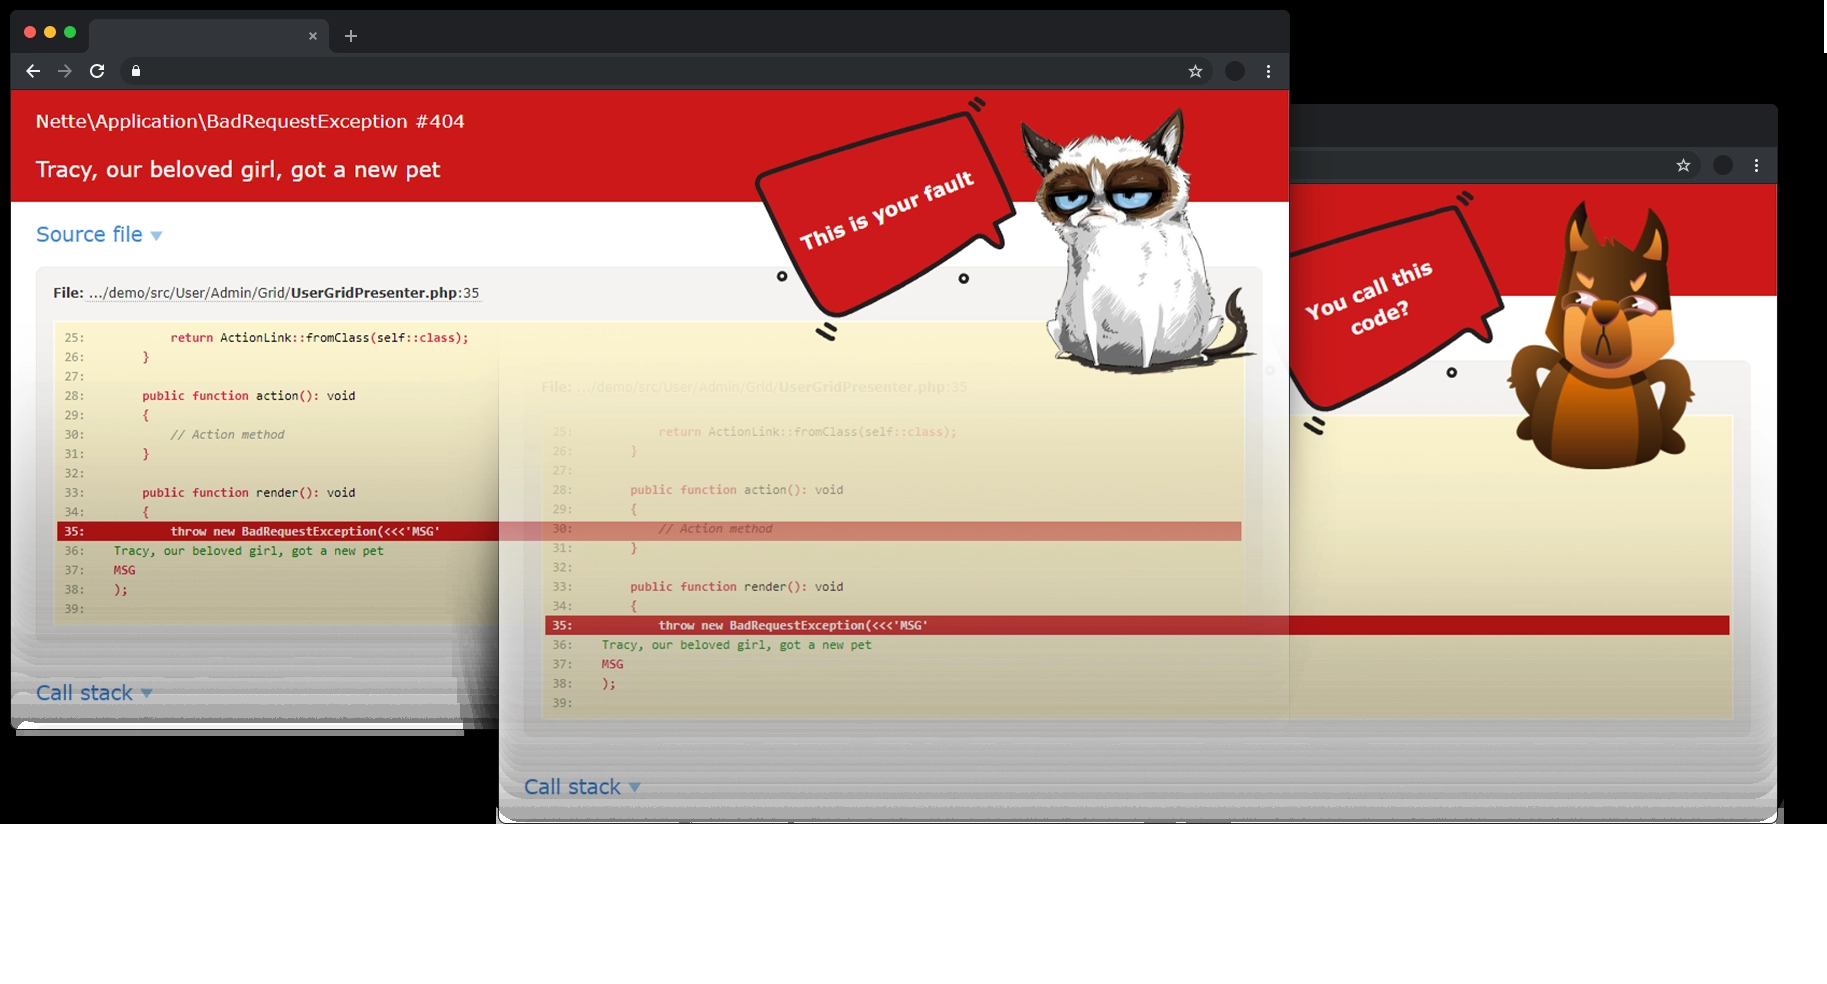 Nette\Application\BadRequestException #404
Tracy, our beloved girl, got a new pet
This is your fault
Source file ▼
File: .../demo/src/User/Admin/Grid/UserGridPresenter.php:35
25: return ActionLink::fromClass(self::class);
26: }
27:
28: public function action(): void
29: {
30: // Action method
31: }
32:
33: public function render(): void
34: {
35: throw new BadRequestException(<<<'MSG'
36: Tracy, our beloved girl, got a new pet
37: MSG
38: );
39:
Call stack ▼
You call this
code?
File: .../demo/src/User/Admin/Grid/UserGridPresenter.php:35
25: return ActionLink::fromClass(self::class);
26: }
27:
28: public function action(): void
29: {
30: // Action method
31: }
32:
33: public function render(): void
34: {
35: throw new BadRequestException(<<<'MSG'
36: Tracy, our beloved girl, got a new pet
37: MSG
38: );
39:
Call stack ▼